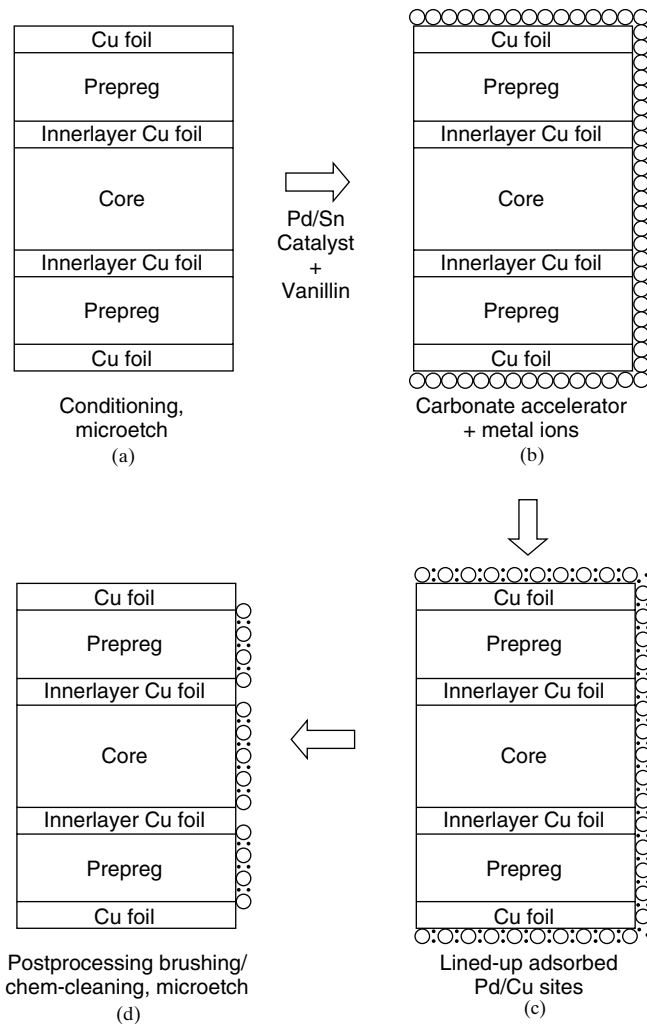 Cu foil
Prepreg
Innerlayer Cu foil
Core
Innerlayer Cu foil
Prepreg
Cu foil
Conditioning,
microetch
(a)
Pd/Sn
Catalyst
+
Vanillin
Cu foil
Prepreg
Innerlayer Cu foil
Core
Innerlayer Cu foil
Prepreg
Cu foil
Carbonate accelerator
+ metal ions
(b)
Cu foil
Prepreg
Innerlayer Cu foil
Core
Innerlayer Cu foil
Prepreg
Cu foil
Lined-up adsorbed
Pd/Cu sites
(c)
Cu foil
Prepreg
Innerlayer Cu foil
Core
Innerlayer Cu foil
Prepreg
Cu foil
Postprocessing brushing/
chem-cleaning, microetch
(d)